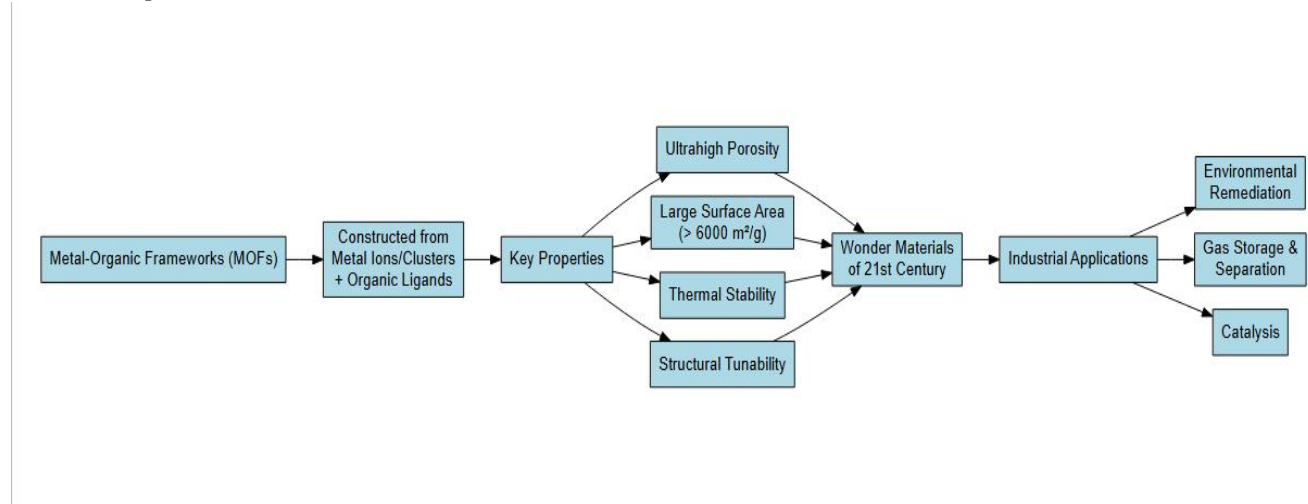 Metal-Organic Frameworks (MOFs)
Constructed from
Metal Ions/Clusters
+ Organic Ligands
Key Properties
Ultrahigh Porosity
Large Surface Area
(> 6000 m²/g)
Thermal Stability
Structural Tunability
Wonder Materials
of 21st Century
Industrial Applications
Environmental
Remediation
Gas Storage &
Separation
Catalysis